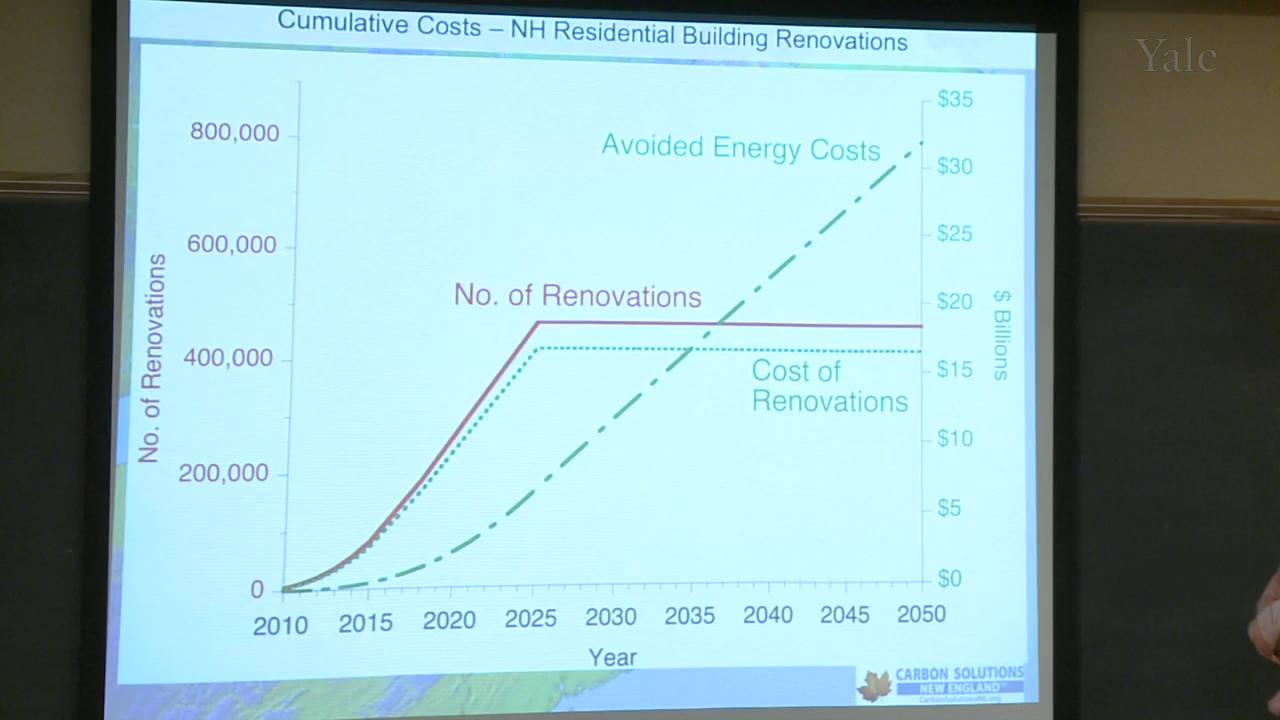 Cumulative Costs – NH Residential Building Renovations
Yale
$35
800,000
Avoided Energy Costs
$30
600,000
$25
No. of Renovations
No. of Renovations
$20
$ Billions
400,000
Cost of
Renovations
$15
$10
200,000
$5
0
$0
2010 2015 2020 2025 2030 2035 2040 2045 2050
Year
CARBON SOLUTIONS
NEW ENGLAND
CarbonSolutionsNE.org